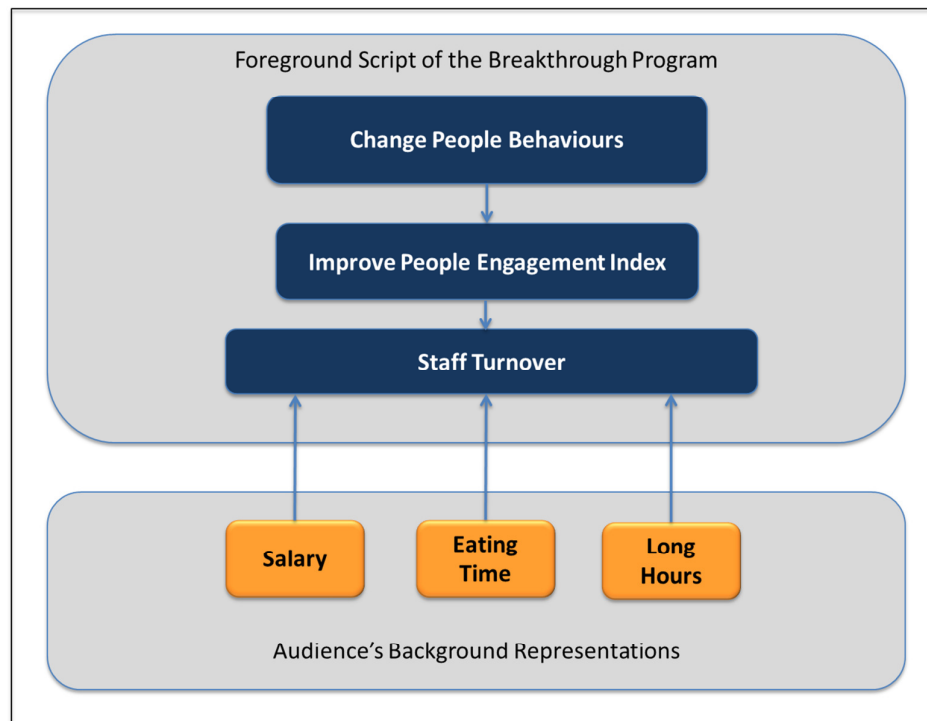 Foreground Script of the Breakthrough Program
Change People Behaviours
Improve People Engagement Index
Staff Turnover
Salary
Eating
Time
Long
Hours
Audience's Background Representations